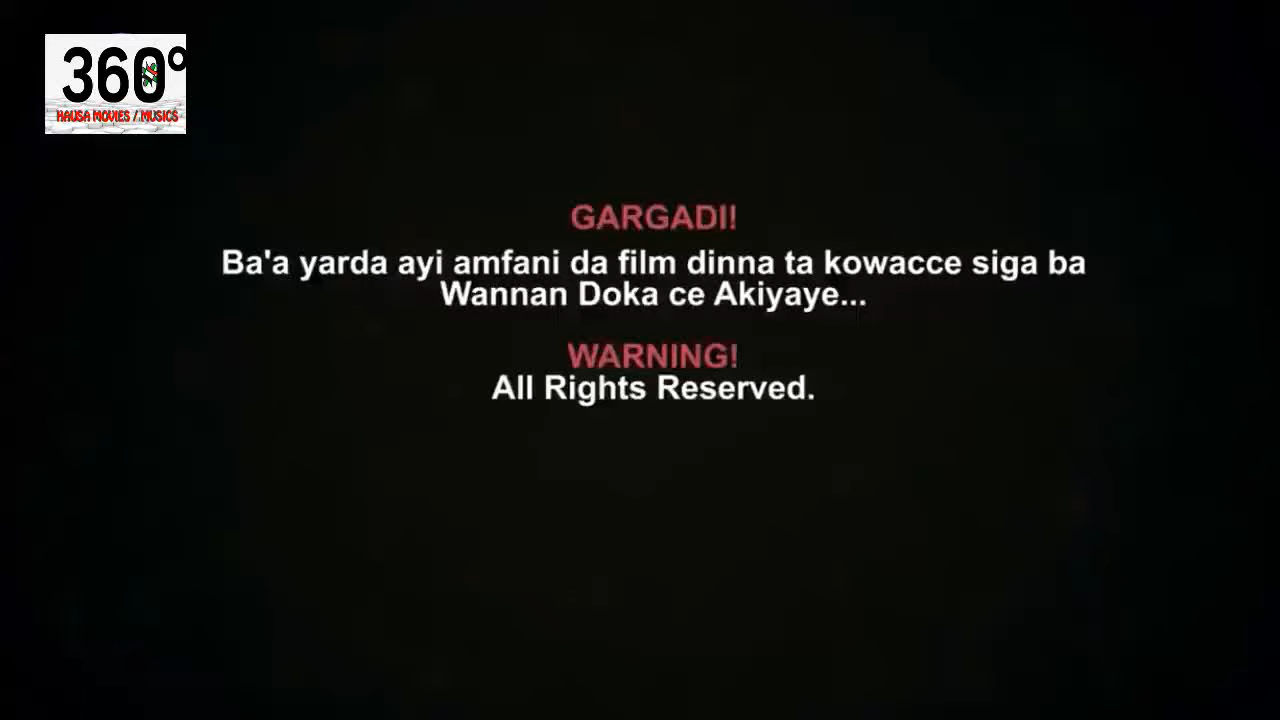 360°
HAUSA MOVIES / MUSICS
GARGADI!
Ba'a yarda ayi amfani da film dinna ta kowacce siga ba
Wannan Doka ce Akiyaye...
WARNING!
All Rights Reserved.